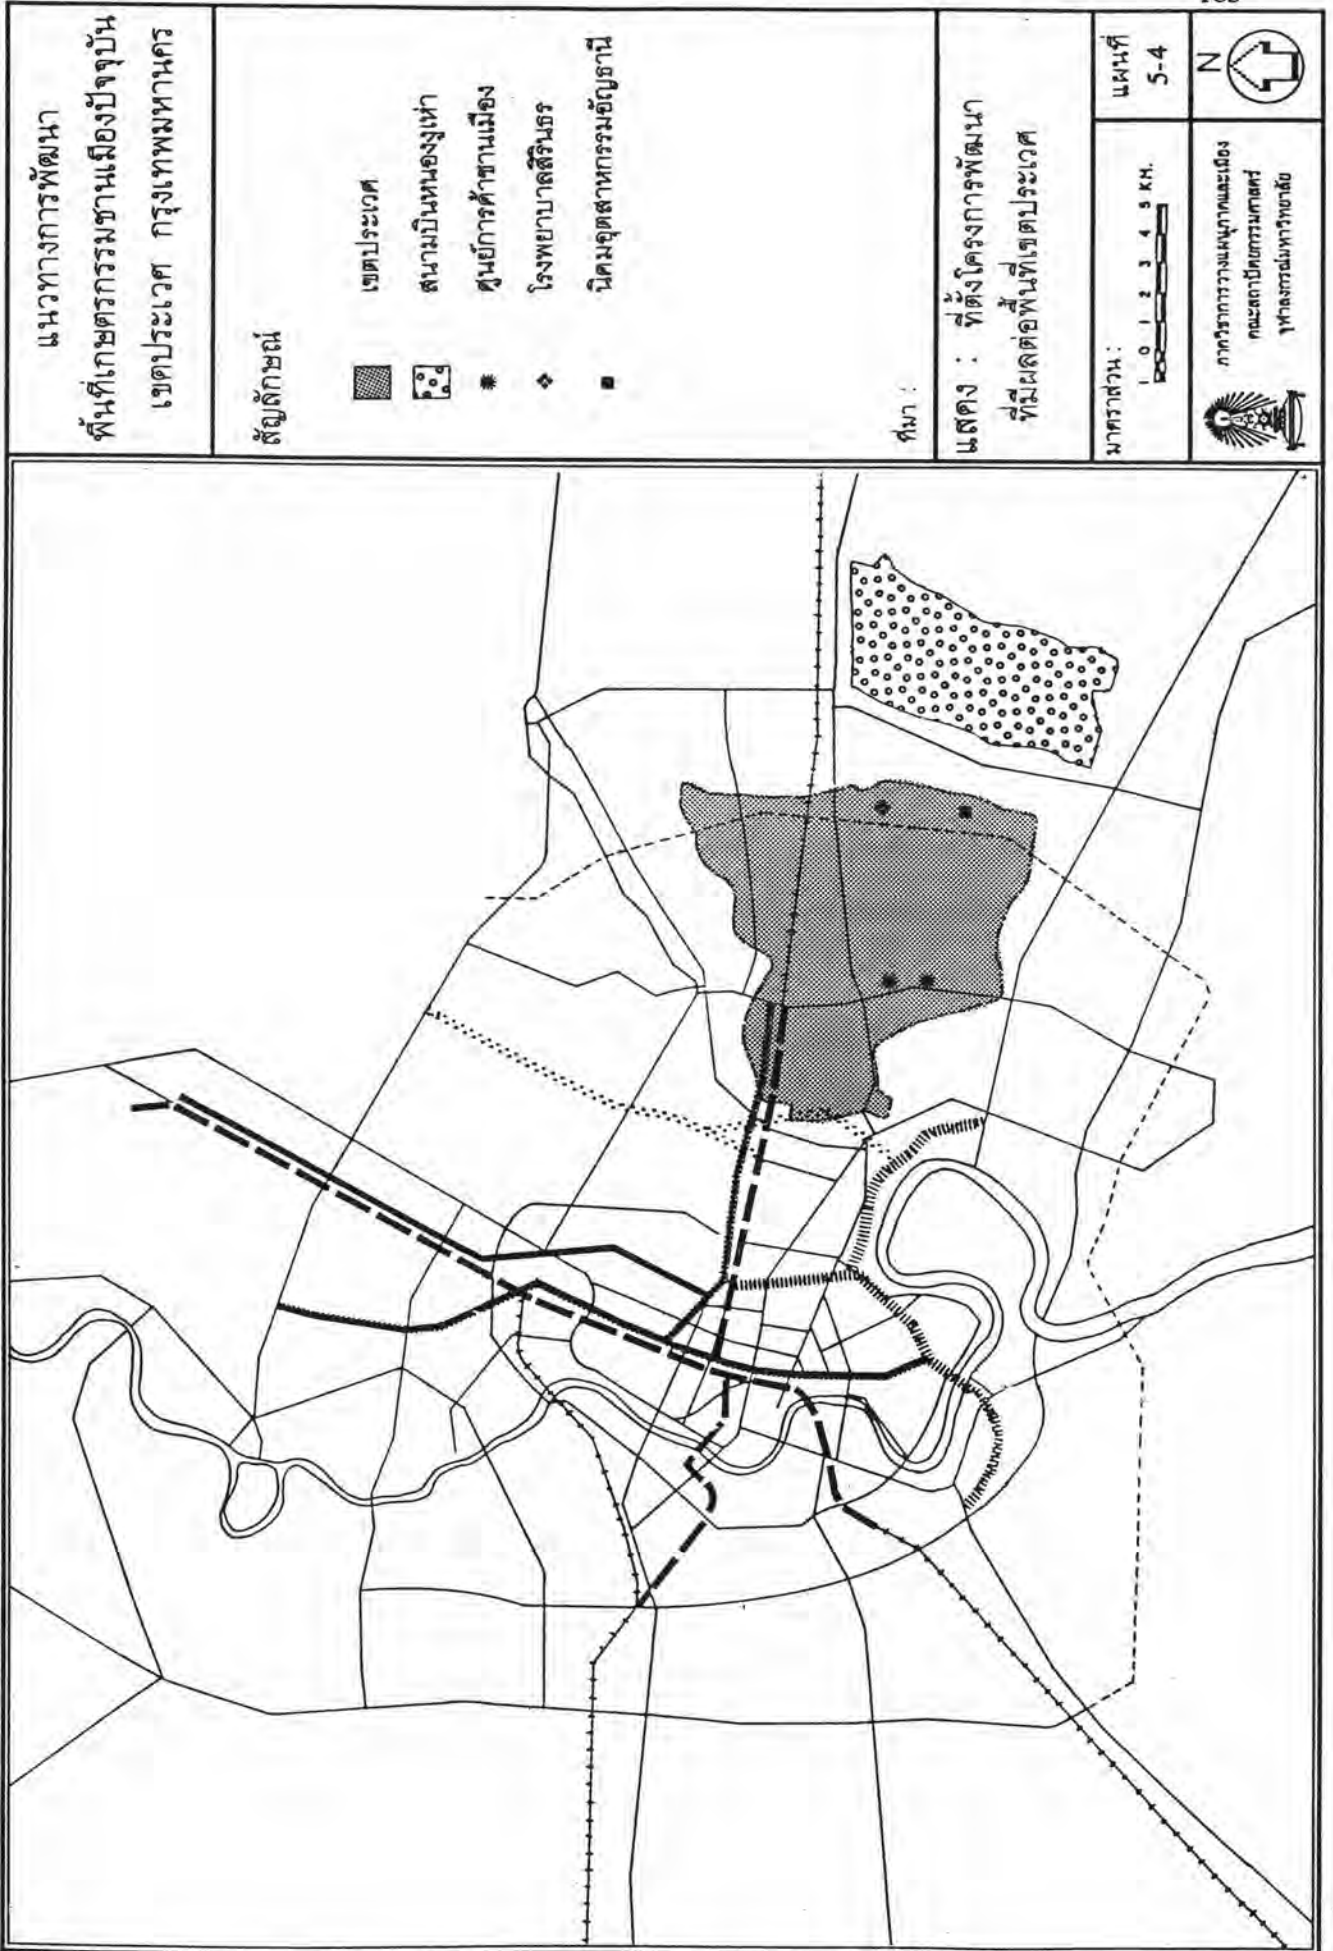 แนวทางการพัฒนา
พื้นที่เกษตรกรรมชานเมืองปัจจุบัน
เขตประเวศ กรุงเทพมหานคร
สัญลักษณ์
เขตประเวศ
สนามบินหนองงูเห่า
ศูนย์การค้าชานเมือง
โรงพยาบาลสิรินธร
นิคมอุตสาหกรรมอัญธานี
ที่มา :
แสดง : ที่ตั้งโครงการพัฒนา
ที่มีผลต่อพื้นที่เขตประเวศ
มาตราส่วน :
1 0 1 2 3 4 5 KM.
แผนที่
5-4
ภาควิชาการวางแผนภาคและเมือง
คณะสถาปัตยกรรมศาสตร์
จุฬาลงกรณ์มหาวิทยาลัย
N